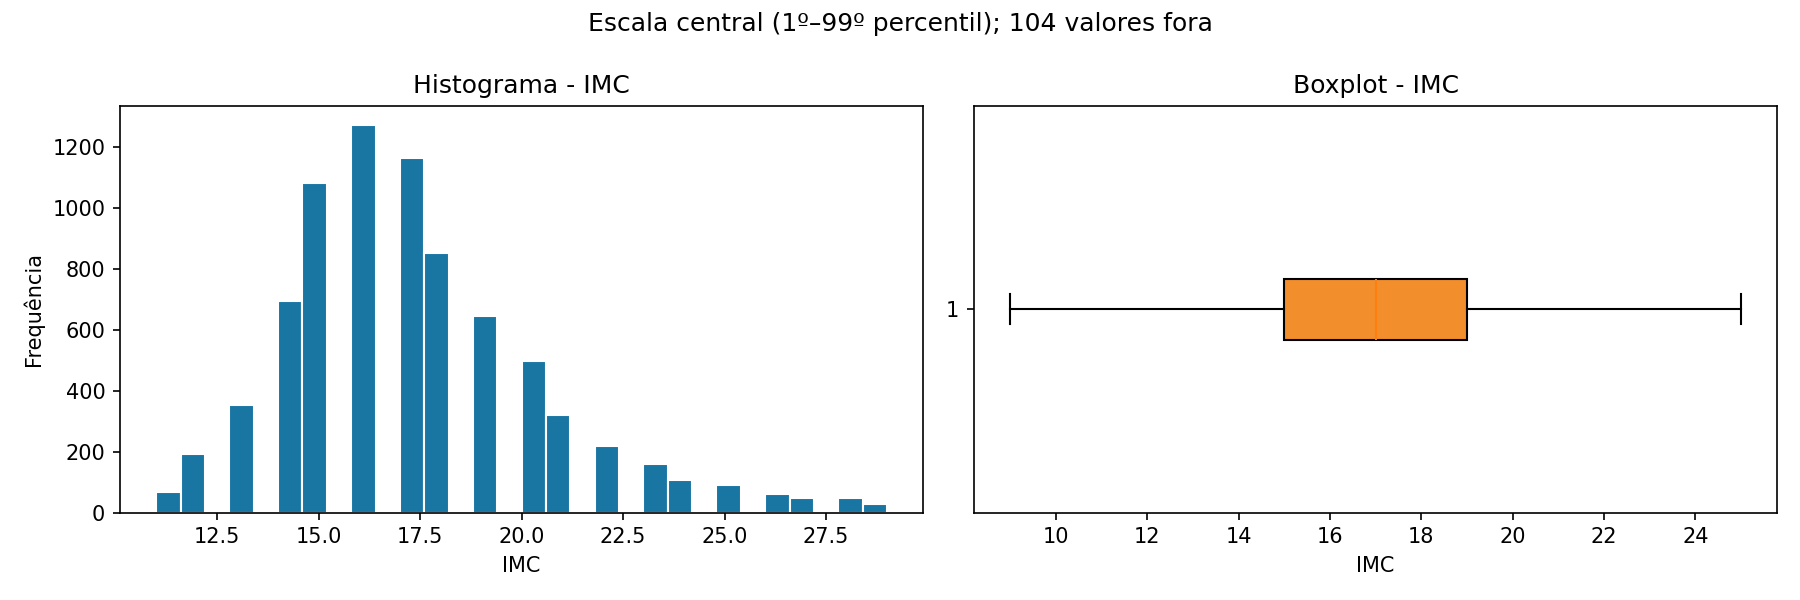 Escala central (1º–99º percentil); 104 valores fora
Histograma - IMC
Frequência
1200
1000
800
600
400
200
0
12.5 15.0 17.5 20.0 22.5 25.0 27.5
IMC
Boxplot - IMC
1
10 12 14 16 18 20 22 24
IMC